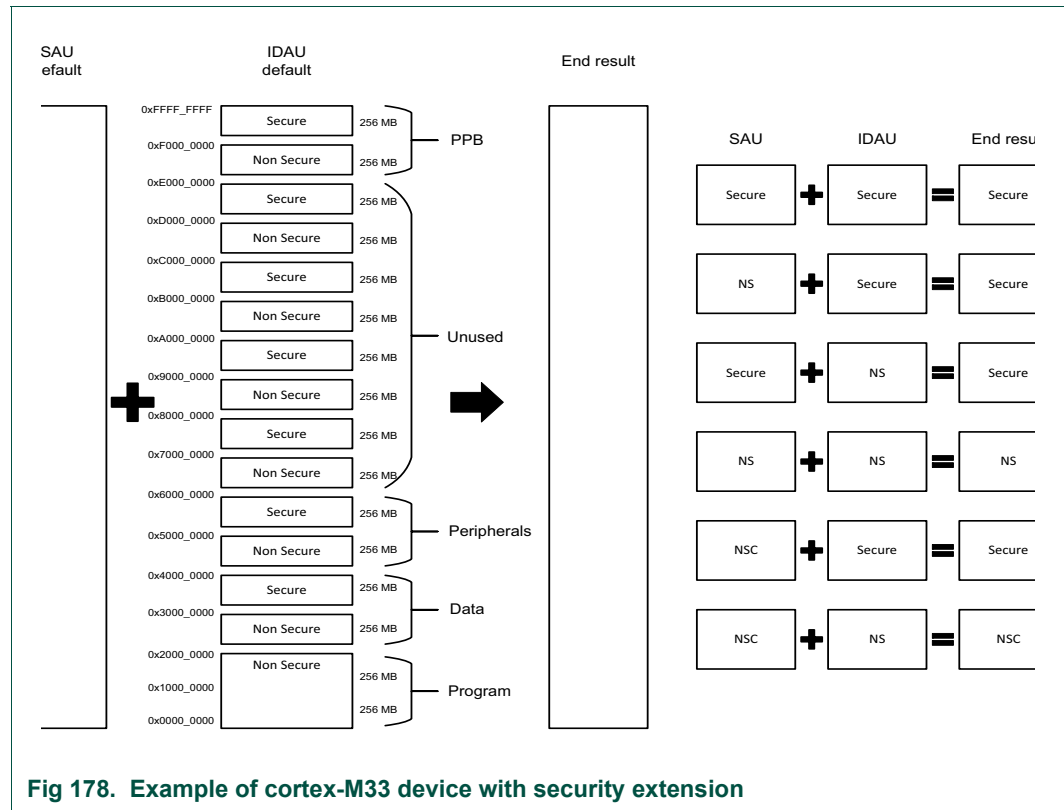 SAU
efault
IDAU
default
End result
0xFFFF_FFFF
Secure
256 MB
PPB
0xF000_0000
Non Secure
256 MB
0xE000_0000
Secure
256 MB
0xD000_0000
Non Secure
256 MB
0xC000_0000
Secure
256 MB
0xB000_0000
Non Secure
256 MB
Unused
0xA000_0000
Secure
256 MB
0x9000_0000
Non Secure
256 MB
0x8000_0000
Secure
256 MB
0x7000_0000
Non Secure
256 MB
0x6000_0000
Secure
256 MB
Peripherals
0x5000_0000
Non Secure
256 MB
0x4000_0000
Secure
256 MB
Data
0x3000_0000
Non Secure
256 MB
0x2000_0000
Non Secure
256 MB
0x1000_0000
Program
256 MB
0x0000_0000
SAU IDAU End resu
Secure + Secure = Secure
NS + Secure = Secure
Secure + NS = Secure
NS + NS = NS
NSC + Secure = Secure
NSC + NS = NSC
Fig 178. Example of cortex-M33 device with security extension